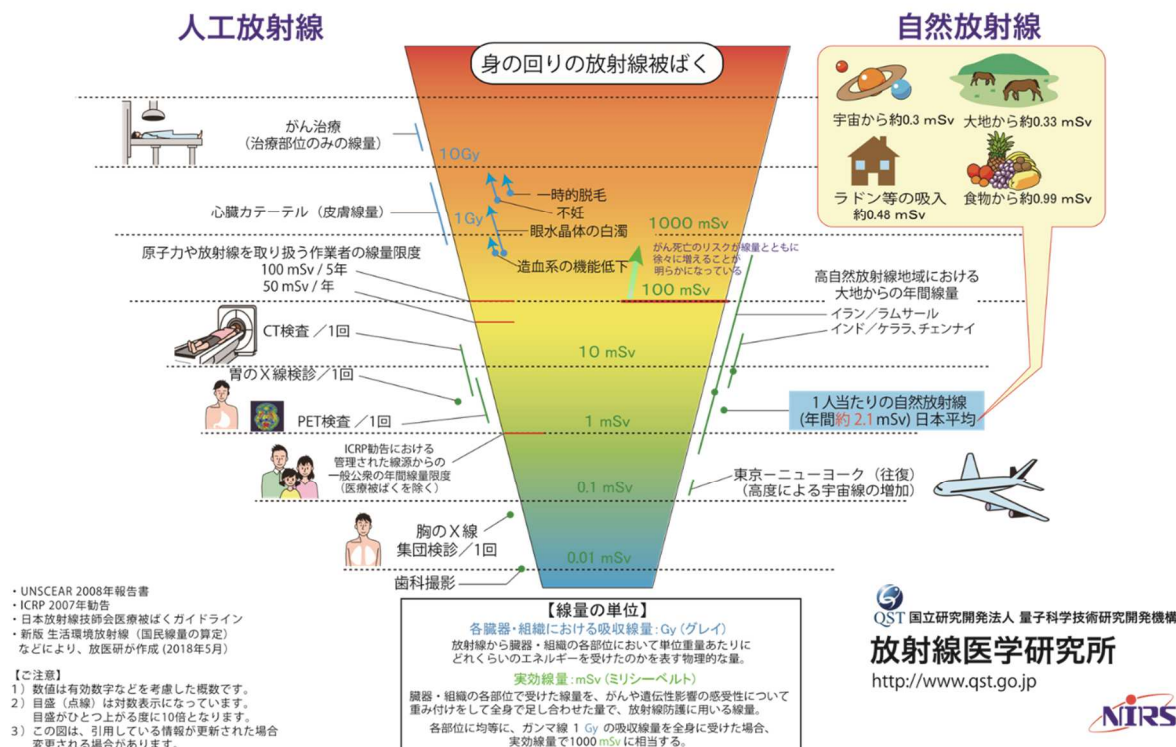 人工放射線
自然放射線
身の回りの放射線被ばく
がん治療
(治療部位のみの線量)
10Gy
心臓カテーテル(皮膚線量)
1Gy
一時的脱毛
不妊
眼水晶体の白濁
造血系の機能低下
原子力や放射線を取り扱う作業者の線量限度
100 mSv / 5年
50 mSv / 年
CT検査 /1回
胃のX線検診/1回
PET検査 /1回
ICRP勧告における
管理された線源からの
一般公衆の年間線量限度
(医療被ばくを除く)
胸のX線
集団検診/1回
歯科撮影
1000 mSv
がん死亡のリスクが線量とともに
徐々に増えることが
明らかになっている
100 mSv
10 mSv
1 mSv
0.1 mSv
0.01 mSv
宇宙から約0.3 mSv
大地から約0.33 mSv
ラドン等の吸入
約0.48 mSv
食物から約0.99 mSv
高自然放射線地域における
大地からの年間線量
イラン/ラムサール
インド/ケララ、チェンナイ
1人当たりの自然放射線
(年間約 2.1 mSv) 日本平均
東京ーニューヨーク(往復)
(高度による宇宙線の増加)
・UNSCEAR 2008年報告書
・ICRP 2007年勧告
・日本放射線技師会医療被ばくガイドライン
・新版 生活環境放射線(国民線量の算定)
などにより、放医研が作成 (2018年5月)
【ご注意】
1)数値は有効数字などを考慮した概数です。
2)目盛(点線)は対数表示になっています。
目盛がひとつ上がる度に10倍となります。
3)この図は、引用している情報が更新された場合
変更される場合があります。
【線量の単位】
各臓器・組織における吸収線量:Gy (グレイ)
放射線から臓器・組織の各部位において単位重量あたりに
どれくらいのエネルギーを受けたのかを表す物理的な量。
実効線量:mSv (ミリシーベルト)
臓器・組織の各部位で受けた線量を、がんや遺伝性影響の感受性について
重み付けをして全身で足し合わせた量で、放射線防護に用いる線量。
各部位に均等に、ガンマ線 1 Gy の吸収線量を全身に受けた場合、
実効線量で1000 mSv に相当する。
QST 国立研究開発法人 量子科学技術研究開発機構
放射線医学研究所
http://www.qst.go.jp
NIRS